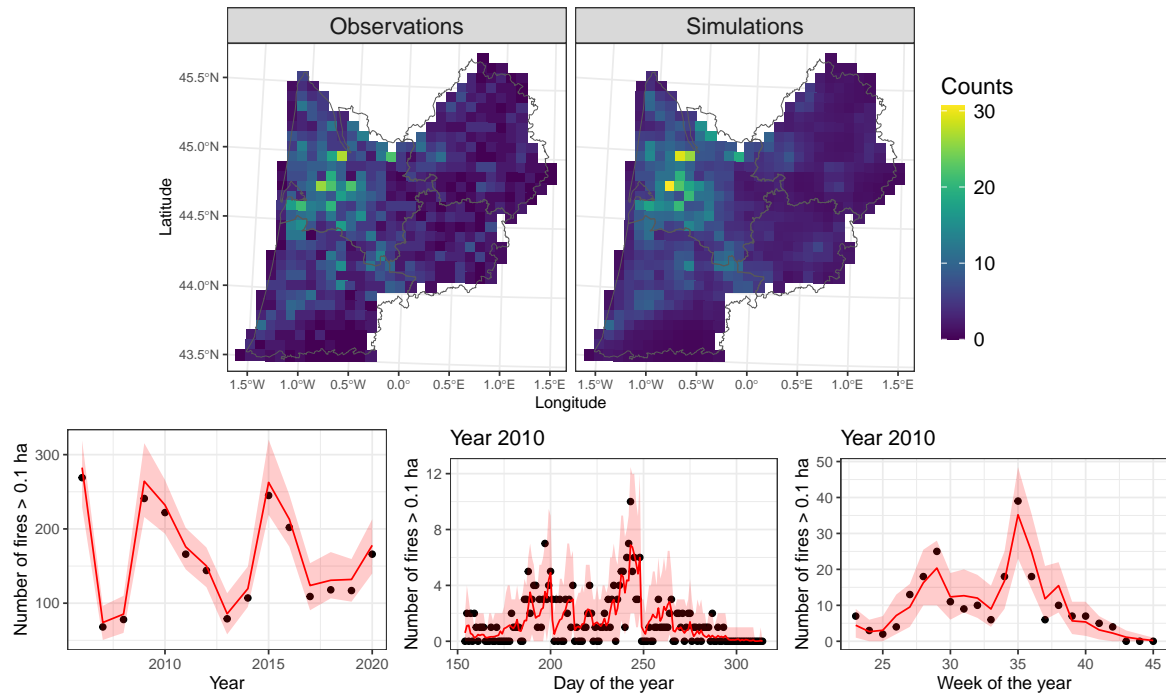 Observations
Simulations
45.5°N
45.0°N
44.5°N
44.0°N
43.5°N
Latitude
1.5°W 1.0°W 0.5°W 0.0° 0.5°E 1.0°E 1.5°E
1.5°W 1.0°W 0.5°W 0.0° 0.5°E 1.0°E 1.5°E
Longitude
Counts
30
20
10
0
Number of fires > 0.1 ha
300
200
100
2010 2015 2020
Year
Year 2010
Number of fires > 0.1 ha
12
8
4
0
150 200 250 300
Day of the year
Year 2010
Number of fires > 0.1 ha
50
40
30
20
10
0
25 30 35 40 45
Week of the year